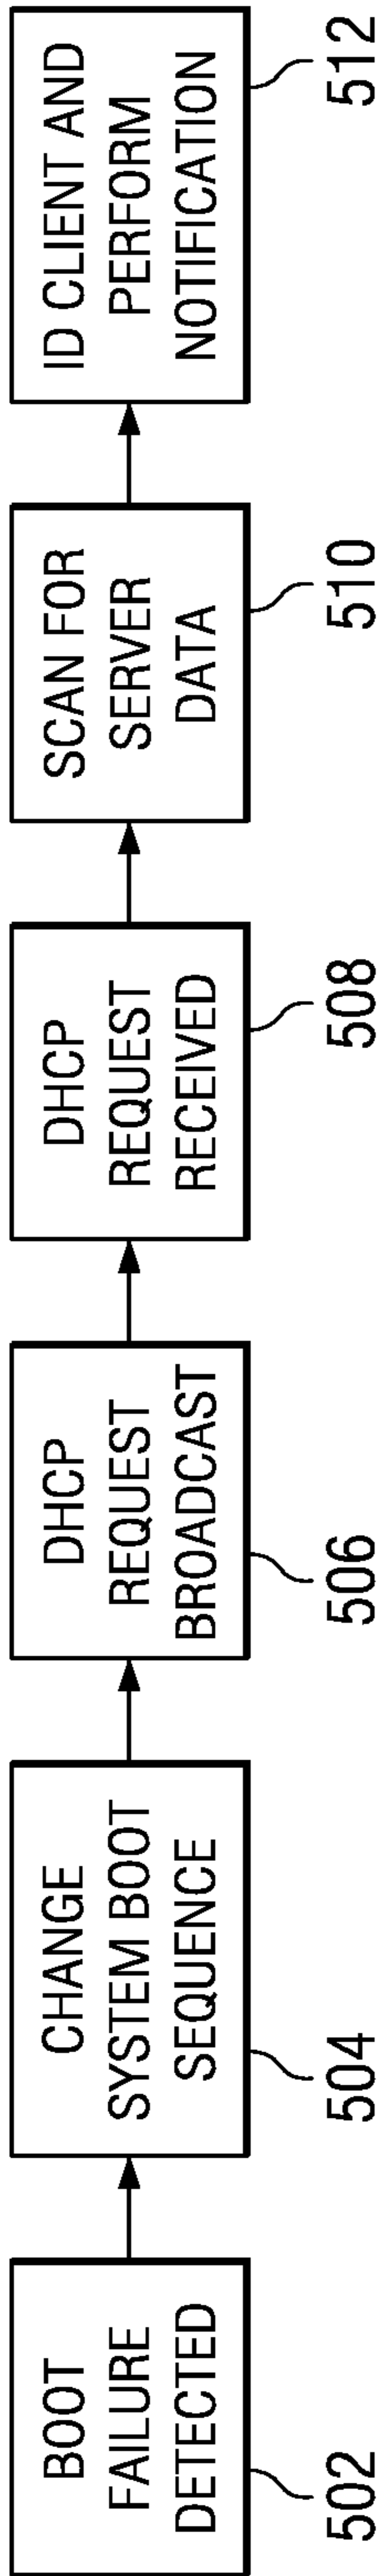 BOOT
FAILURE
DETECTED
502
CHANGE
SYSTEM BOOT
SEQUENCE
504
DHCP
REQUEST
BROADCAST
506
DHCP
REQUEST
RECEIVED
508
SCAN FOR
SERVER
DATA
510
ID CLIENT AND
PERFORM
NOTIFICATION
512